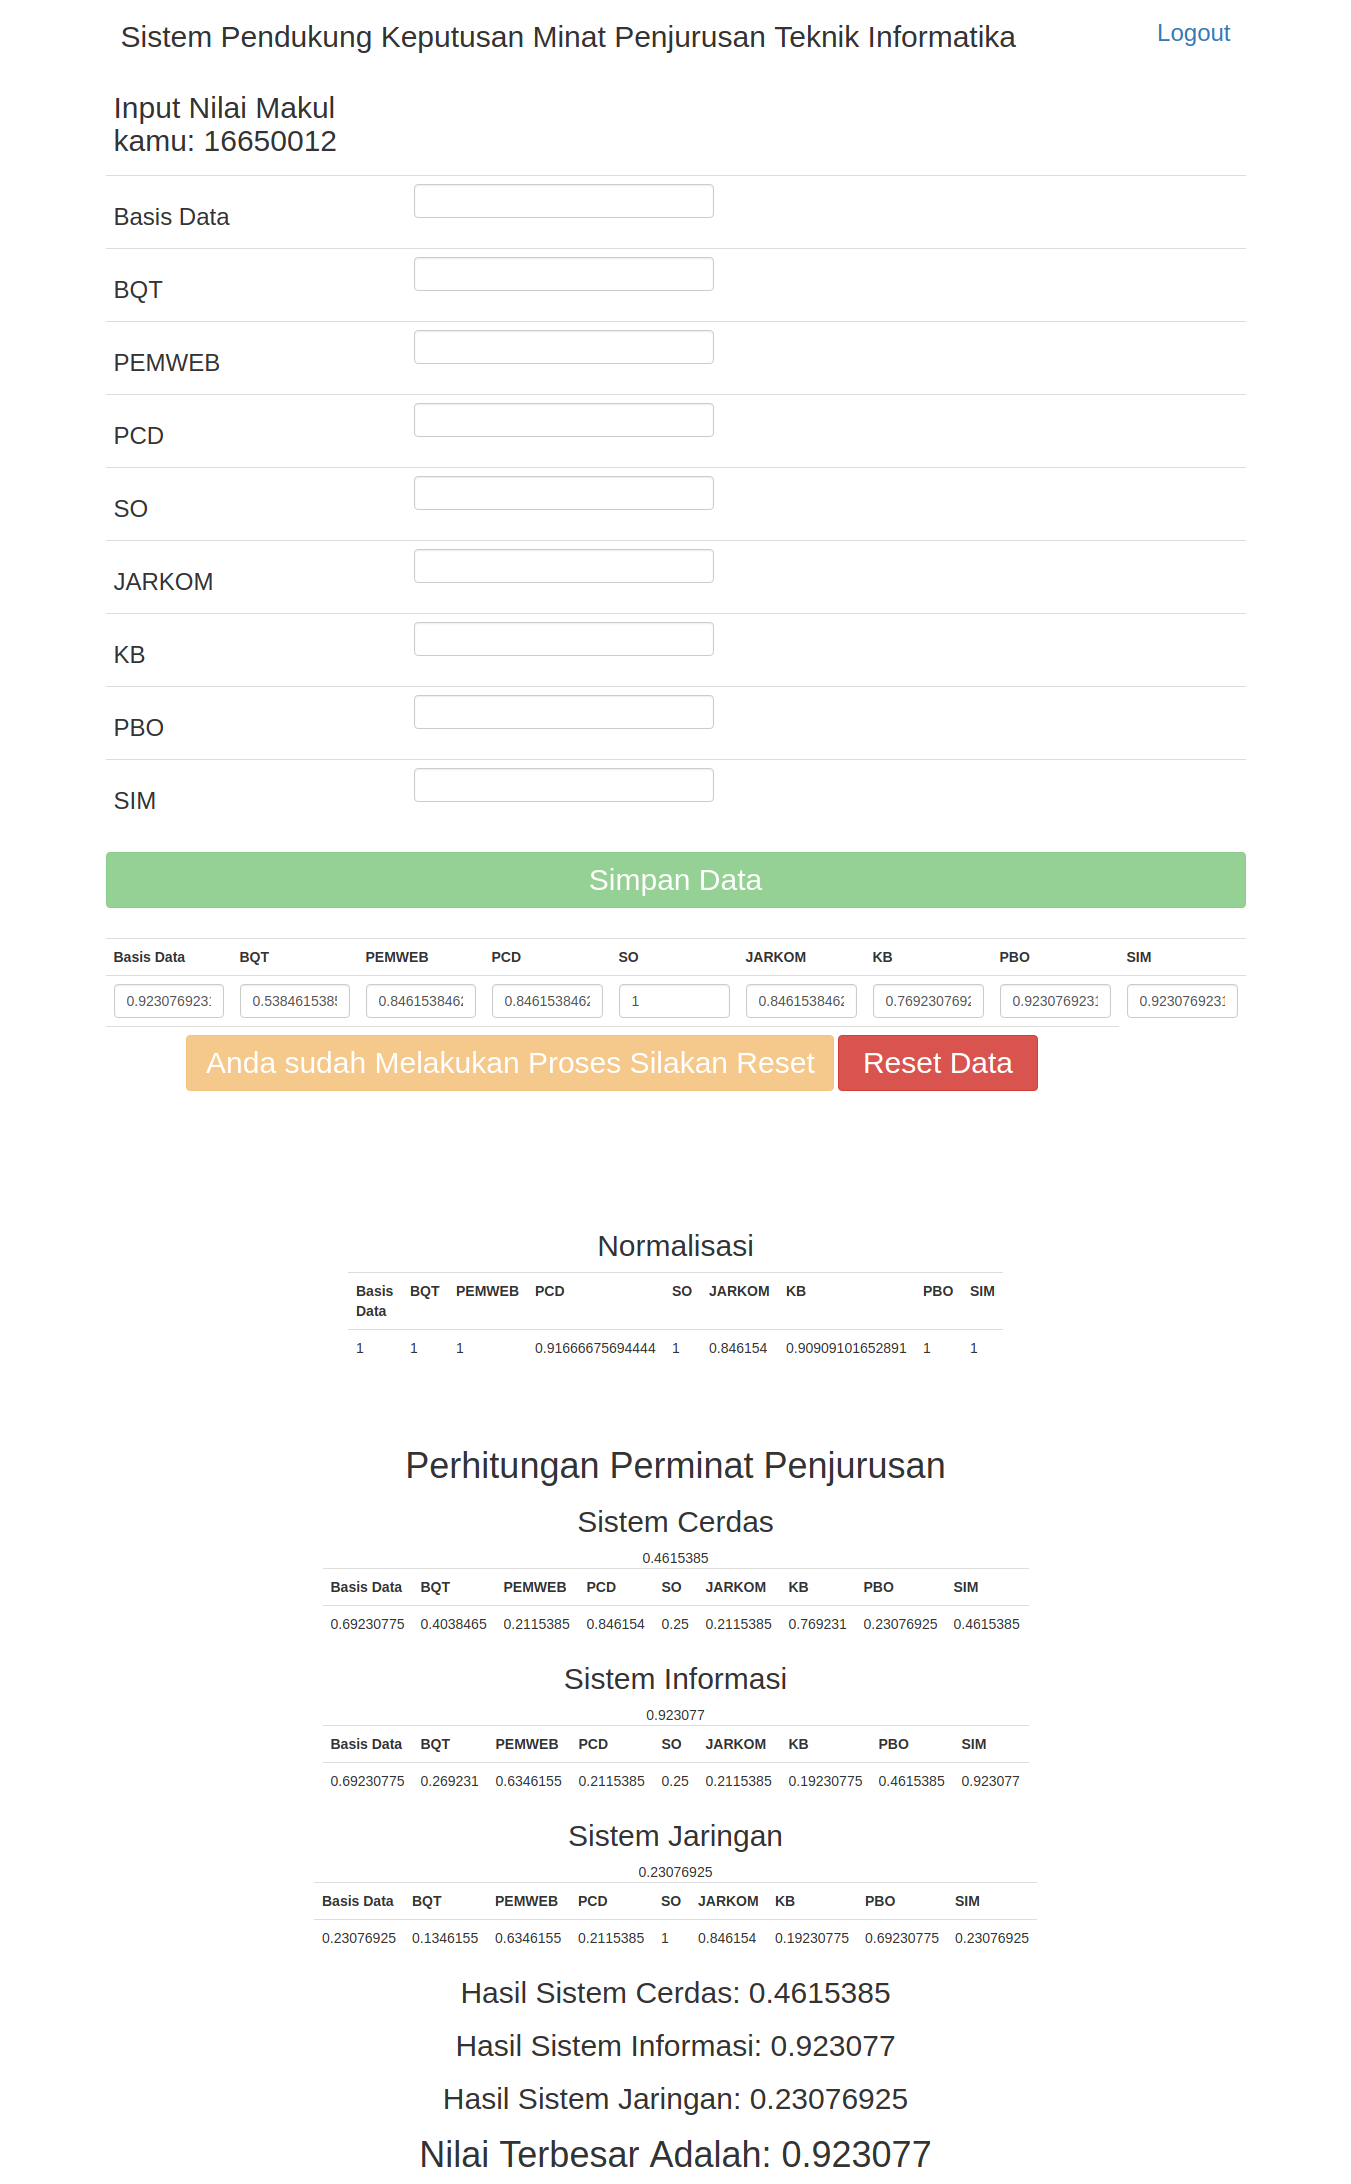 Sistem Pendukung Keputusan Minat Penjurusan Teknik Informatika Logout
Input Nilai Makul
kamu: 16650012
Basis Data
BQT
PEMWEB
PCD
SO
JARKOM
KB
PBO
SIM
Simpan Data
Basis Data BQT PEMWEB PCD SO JARKOM KB PBO SIM
0.9230769231 0.5384615385 0.8461538462 0.8461538462 1 0.8461538462 0.7692307692 0.9230769231 0.9230769231
Anda sudah Melakukan Proses Silakan Reset Reset Data
Normalisasi
Basis Data BQT PEMWEB PCD SO JARKOM KB PBO SIM
1 1 1 0.91666675694444 1 0.846154 0.90909101652891 1 1
Perhitungan Perminat Penjurusan
Sistem Cerdas
0.4615385
Basis Data BQT PEMWEB PCD SO JARKOM KB PBO SIM
0.69230775 0.4038465 0.2115385 0.846154 0.25 0.2115385 0.769231 0.23076925 0.4615385
Sistem Informasi
0.923077
Basis Data BQT PEMWEB PCD SO JARKOM KB PBO SIM
0.69230775 0.269231 0.6346155 0.2115385 0.25 0.2115385 0.19230775 0.4615385 0.923077
Sistem Jaringan
0.23076925
Basis Data BQT PEMWEB PCD SO JARKOM KB PBO SIM
0.23076925 0.1346155 0.6346155 0.2115385 1 0.846154 0.19230775 0.69230775 0.23076925
Hasil Sistem Cerdas: 0.4615385
Hasil Sistem Informasi: 0.923077
Hasil Sistem Jaringan: 0.23076925
Nilai Terbesar Adalah: 0.923077